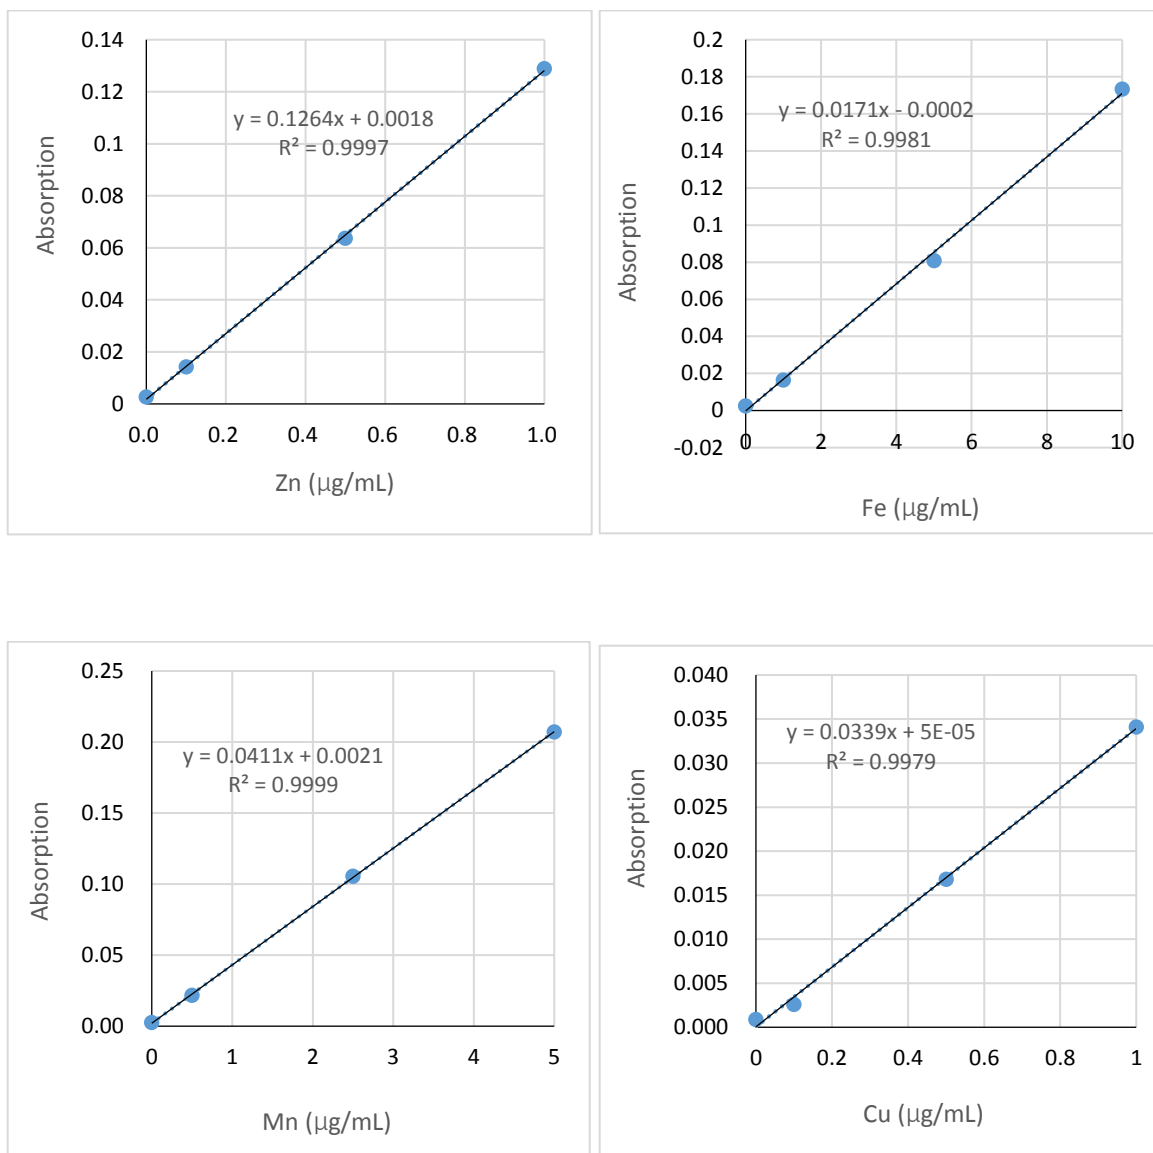 0.14
0.12
0.1
0.08
0.06
0.04
0.02
0
y = 0.1264x + 0.0018
R² = 0.9997
Absorption
0.0 0.2 0.4 0.6 0.8 1.0
Zn (µg/mL)
0.2
0.18
0.16
0.14
0.12
0.1
0.08
0.06
0.04
0.02
0
-0.02
y = 0.0171x - 0.0002
R² = 0.9981
Absorption
0 2 4 6 8 10
Fe (µg/mL)
0.25
0.20
0.15
0.10
0.05
0.00
y = 0.0411x + 0.0021
R² = 0.9999
Absorption
0 1 2 3 4 5
Mn (µg/mL)
0.040
0.035
0.030
0.025
0.020
0.015
0.010
0.005
0.000
y = 0.0339x + 5E-05
R² = 0.9979
Absorption
0 0.2 0.4 0.6 0.8 1
Cu (µg/mL)